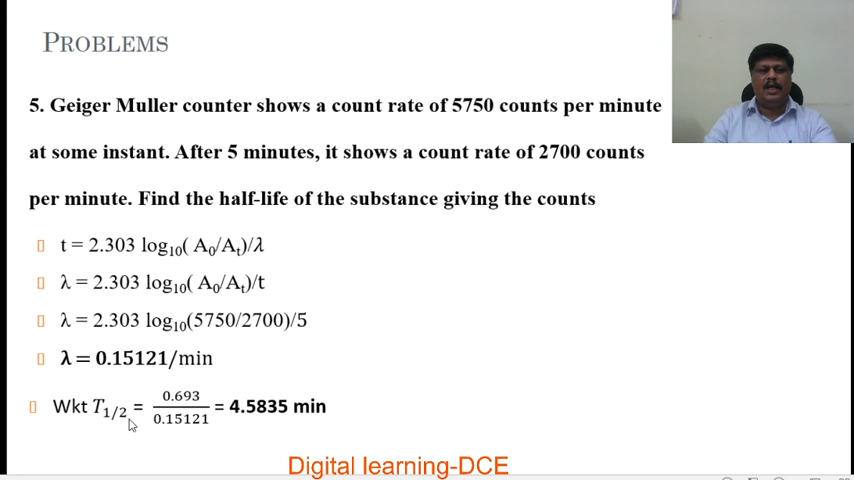 PROBLEMS
5. Geiger Muller counter shows a count rate of 5750 counts per minute
at some instant. After 5 minutes, it shows a count rate of 2700 counts
per minute. Find the half-life of the substance giving the counts
t = 2.303 log₁₀( A₀/Aₜ)/λ
λ = 2.303 log₁₀( A₀/Aₜ)/t
λ = 2.303 log₁₀(5750/2700)/5
λ = 0.15121/min
Wkt T₁/₂ = 0.693/0.15121 = 4.5835 min
Digital learning-DCE